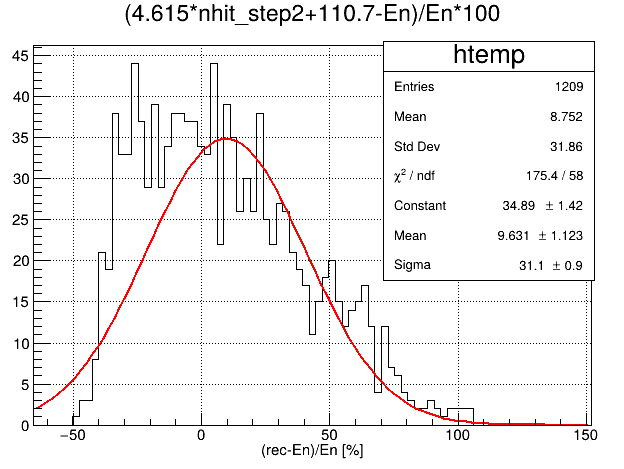 (4.615*nhit_step2+110.7-En)/En*100
htemp
Entries 1209
Mean 8.752
Std Dev 31.86
χ² / ndf 175.4 / 58
Constant 34.89 ± 1.42
Mean 9.631 ± 1.123
Sigma 31.1 ± 0.9
45
40
35
30
25
20
15
10
5
0
−50 0 50 100 150
(rec-En)/En [%]